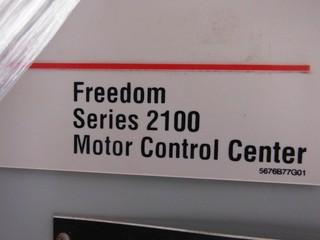 Freedom
Series 2100
Motor Control Center
5676B77G01